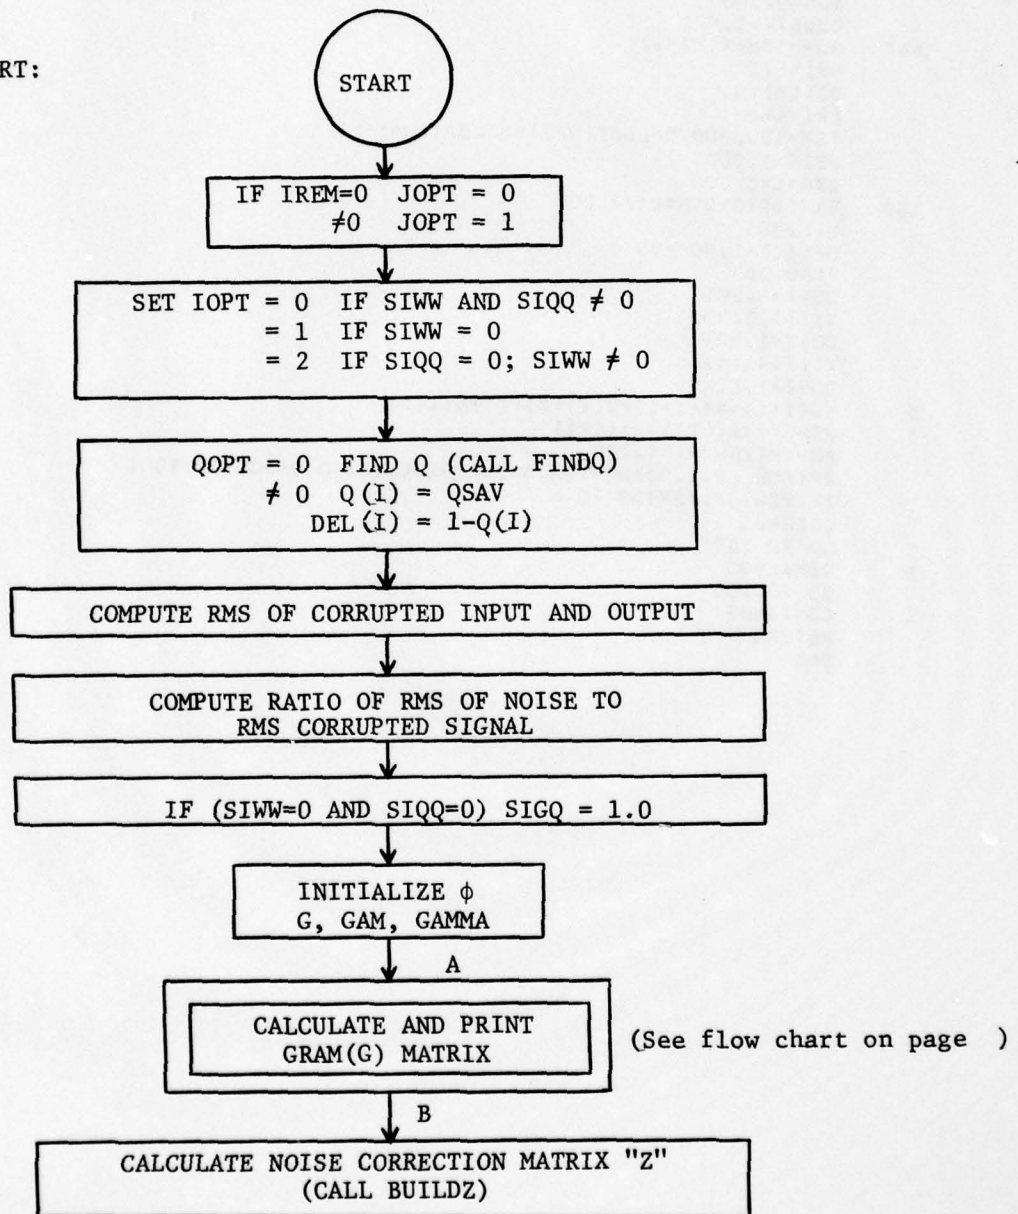 RT:
START
IF IREM=0 JOPT = 0
≠0 JOPT = 1
SET IOPT = 0 IF SIWW AND SIQQ ≠ 0
= 1 IF SIWW = 0
= 2 IF SIQQ = 0; SIWW ≠ 0
QOPT = 0 FIND Q (CALL FINDQ)
≠ 0 Q(I) = QSAV
DEL(I) = 1-Q(I)
COMPUTE RMS OF CORRUPTED INPUT AND OUTPUT
COMPUTE RATIO OF RMS OF NOISE TO
RMS CORRUPTED SIGNAL
IF (SIWW=0 AND SIQQ=0) SIGQ = 1.0
INITIALIZE ϕ
G, GAM, GAMMA
A
CALCULATE AND PRINT
GRAM(G) MATRIX
(See flow chart on page )
B
CALCULATE NOISE CORRECTION MATRIX "Z"
(CALL BUILDZ)